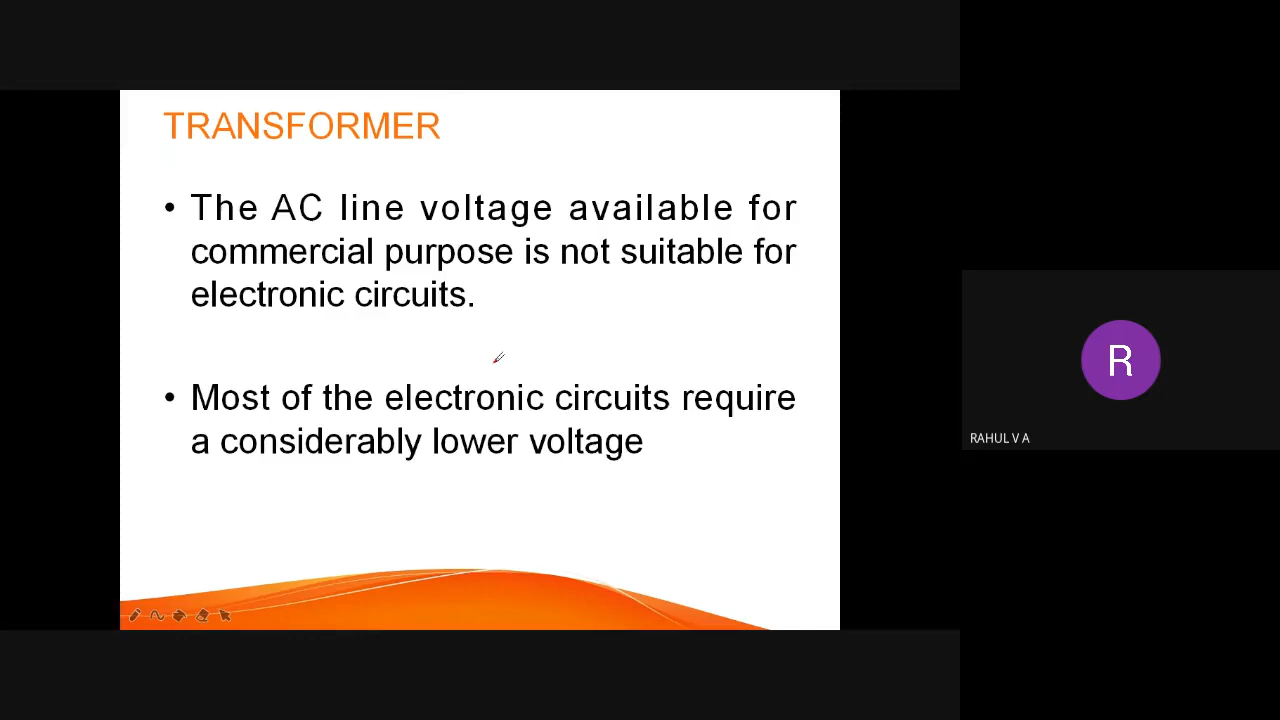 TRANSFORMER
• The AC line voltage available for
commercial purpose is not suitable for
electronic circuits.
• Most of the electronic circuits require
a considerably lower voltage
R
RAHUL V A